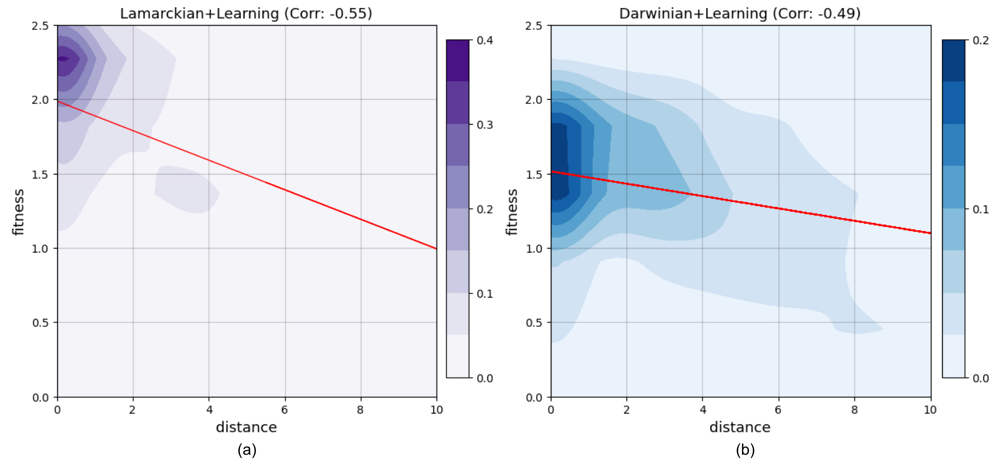 Lamarckian+Learning (Corr: -0.55)
2.5
2.0
1.5
1.0
0.5
0.0
fitness
0 2 4 6 8 10
distance
0.4
0.3
0.2
0.1
0.0
(a)
Darwinian+Learning (Corr: -0.49)
2.5
2.0
1.5
1.0
0.5
0.0
fitness
0 2 4 6 8 10
distance
0.2
0.1
0.0
(b)